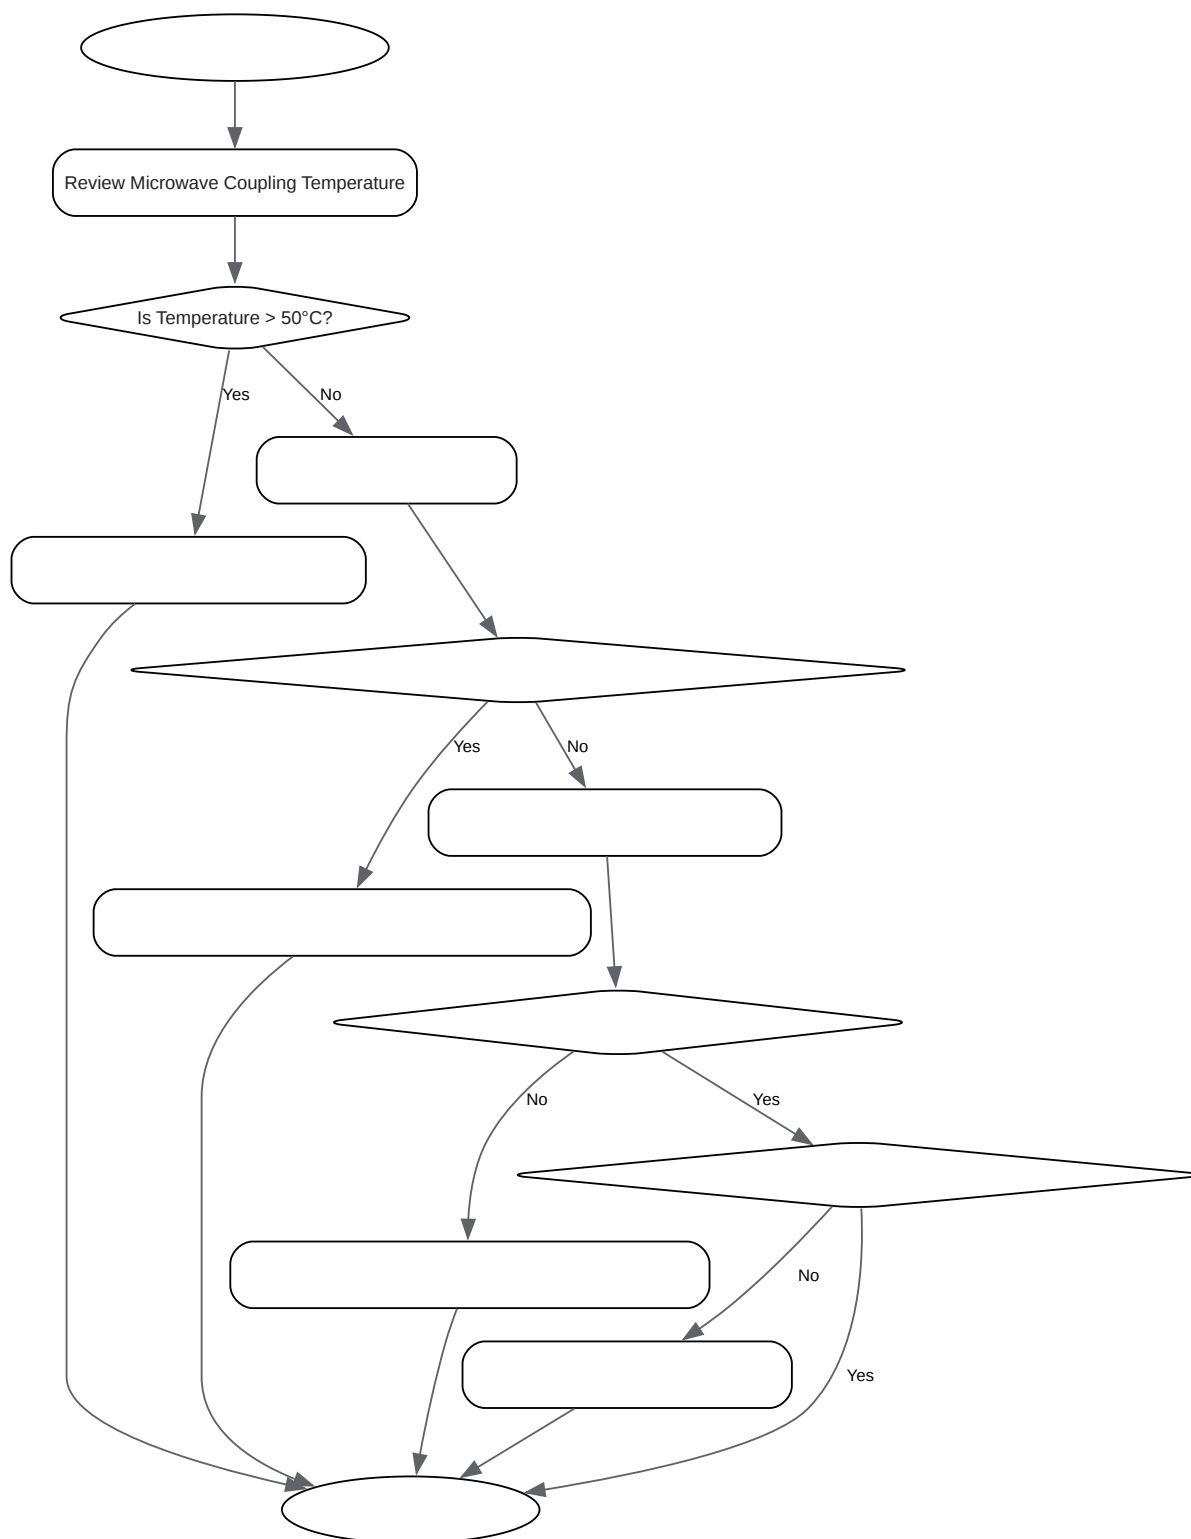 Review Microwave Coupling Temperature
Is Temperature > 50°C?
Yes
No
Yes
No
No
Yes
No
Yes